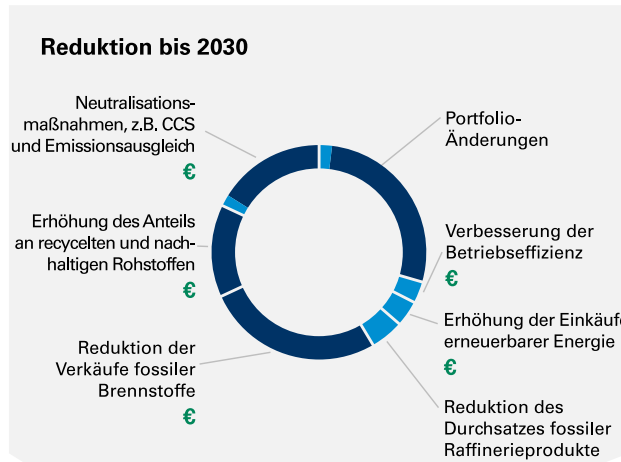 Reduktion bis 2030
Neutralisations-
maßnahmen, z.B. CCS
und Emissionsausgleich
€
Portfolio-
Änderungen
Erhöhung des Anteils
an recycelten und nach-
haltigen Rohstoffen
€
Verbesserung der
Betriebseffizienz
€
Erhöhung der Einkäufe
erneuerbarer Energie
€
Reduktion der
Verkäufe fossiler
Brennstoffe
€
Reduktion des
Durchsatzes fossiler
Raffinerieprodukte